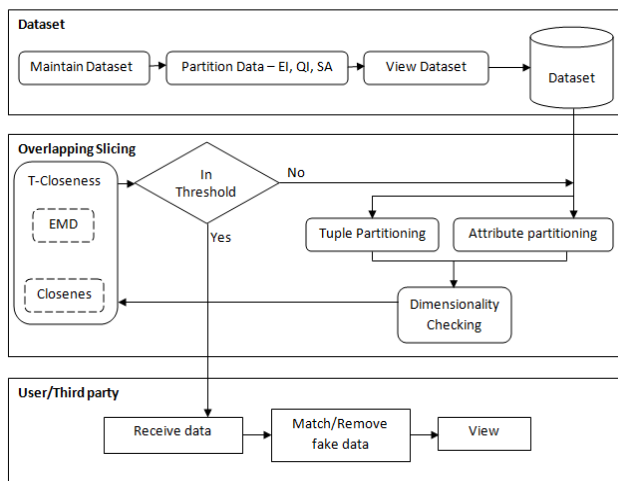 Dataset
Maintain Dataset
Partition Data – EI, QI, SA
View Dataset
Dataset
Overlapping Slicing
T-Closeness
EMD
Closenes
In
Threshold
No
Yes
Tuple Partitioning
Attribute partitioning
Dimensionality
Checking
User/Third party
Receive data
Match/Remove
fake data
View